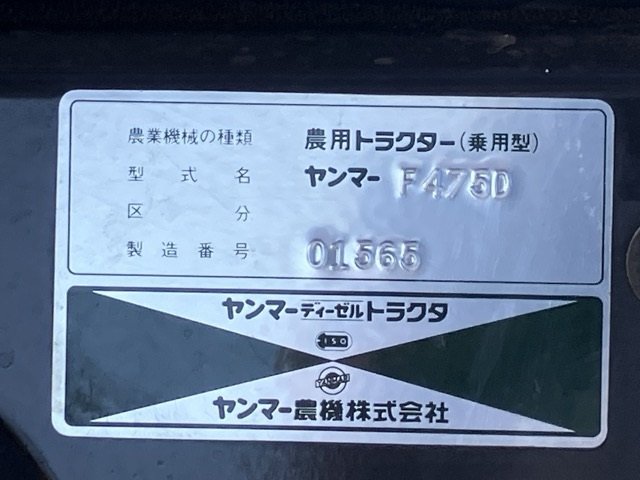 農業機械の種類 農用トラクター(乗用型)
型式名 ヤンマー F475D
区分
製造番号 01565
ヤンマーディーゼルトラクタ
ISO
YANMAR
ヤンマー農機株式会社